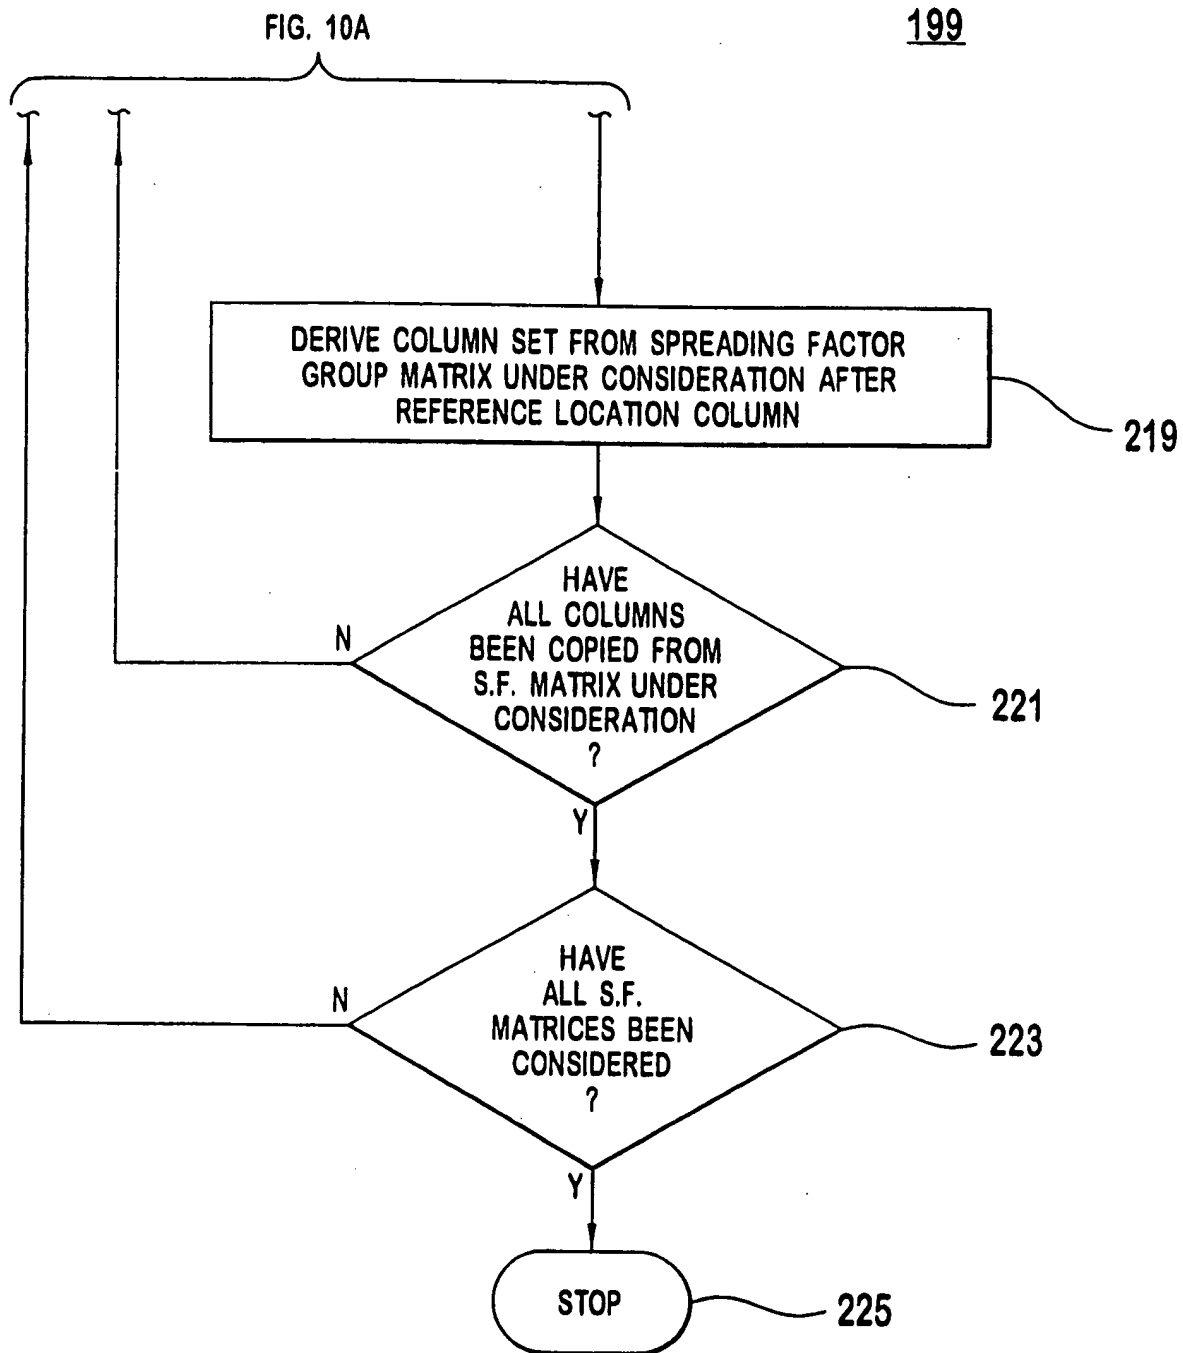 FIG. 10A
199
DERIVE COLUMN SET FROM SPREADING FACTOR
GROUP MATRIX UNDER CONSIDERATION AFTER
REFERENCE LOCATION COLUMN
219
HAVE
ALL COLUMNS
BEEN COPIED FROM
S.F. MATRIX UNDER
CONSIDERATION
?
N
221
Y
HAVE
ALL S.F.
MATRICES BEEN
CONSIDERED
?
N
223
Y
STOP
225